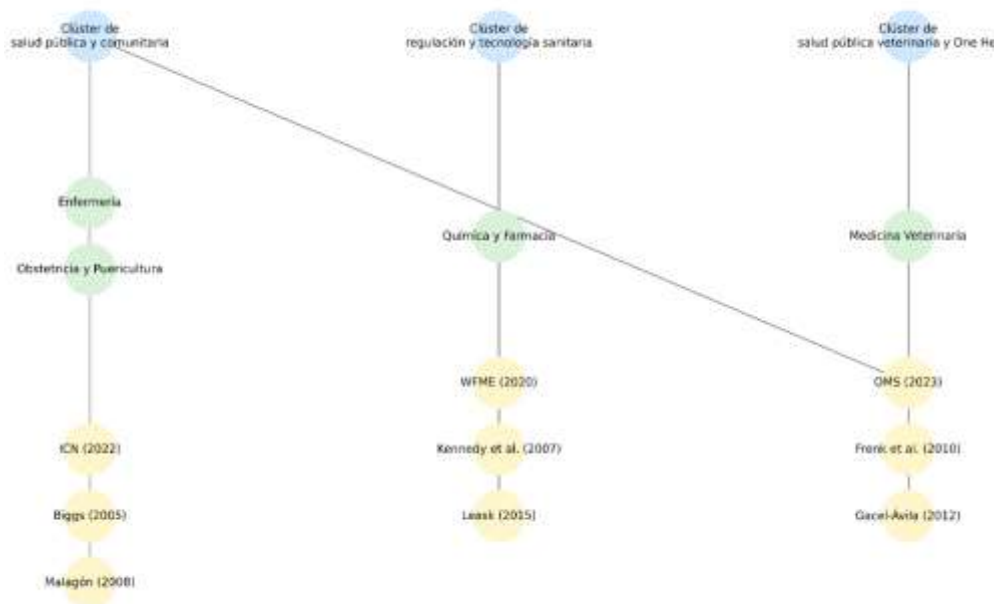 Clúster de
salud pública y comunitaria
Clúster de
regulación y tecnología sanitaria
Clúster de
salud pública veterinaria y One He
Enfermería
Obstetricia y Puericultura
Química y Farmacia
Medicina Veterinaria
WFME (2020)
OMS (2023)
ICN (2022)
Kennedy et al. (2007)
Frenk et al. (2010)
Biggs (2005)
Leask (2015)
Gacel-Ávila (2012)
Malagón (2008)